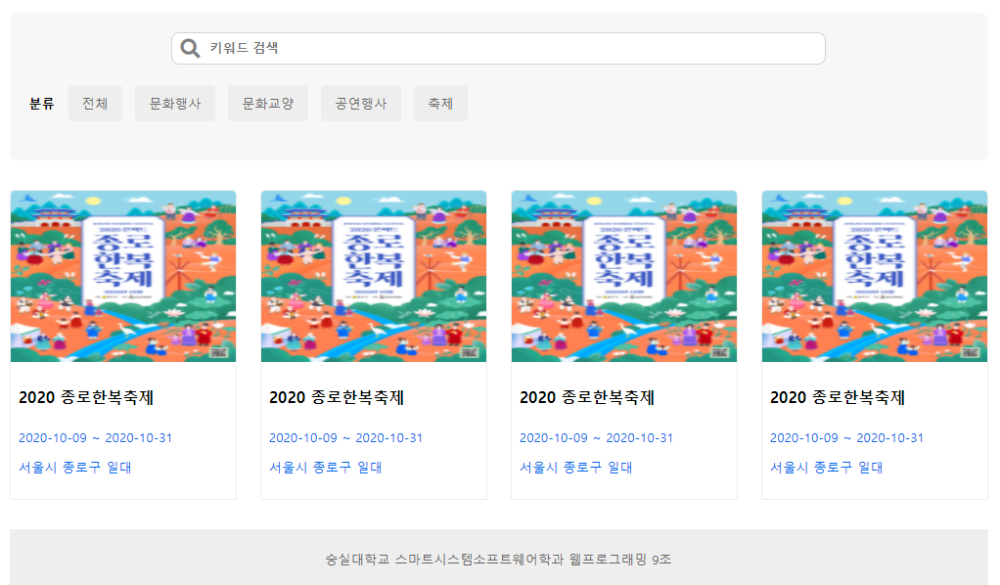 키워드 검색
분류 전체 문화행사 문화교양 공연행사 축제
종로
한복
축제
종로
한복
축제
종로
한복
축제
종로
한복
축제
2020 종로한복축제 2020 종로한복축제 2020 종로한복축제 2020 종로한복축제
2020-10-09 ~ 2020-10-31 2020-10-09 ~ 2020-10-31 2020-10-09 ~ 2020-10-31 2020-10-09 ~ 2020-10-31
서울시 종로구 일대 서울시 종로구 일대 서울시 종로구 일대 서울시 종로구 일대
숭실대학교 스마트시스템소프트웨어학과 웹프로그래밍 9조